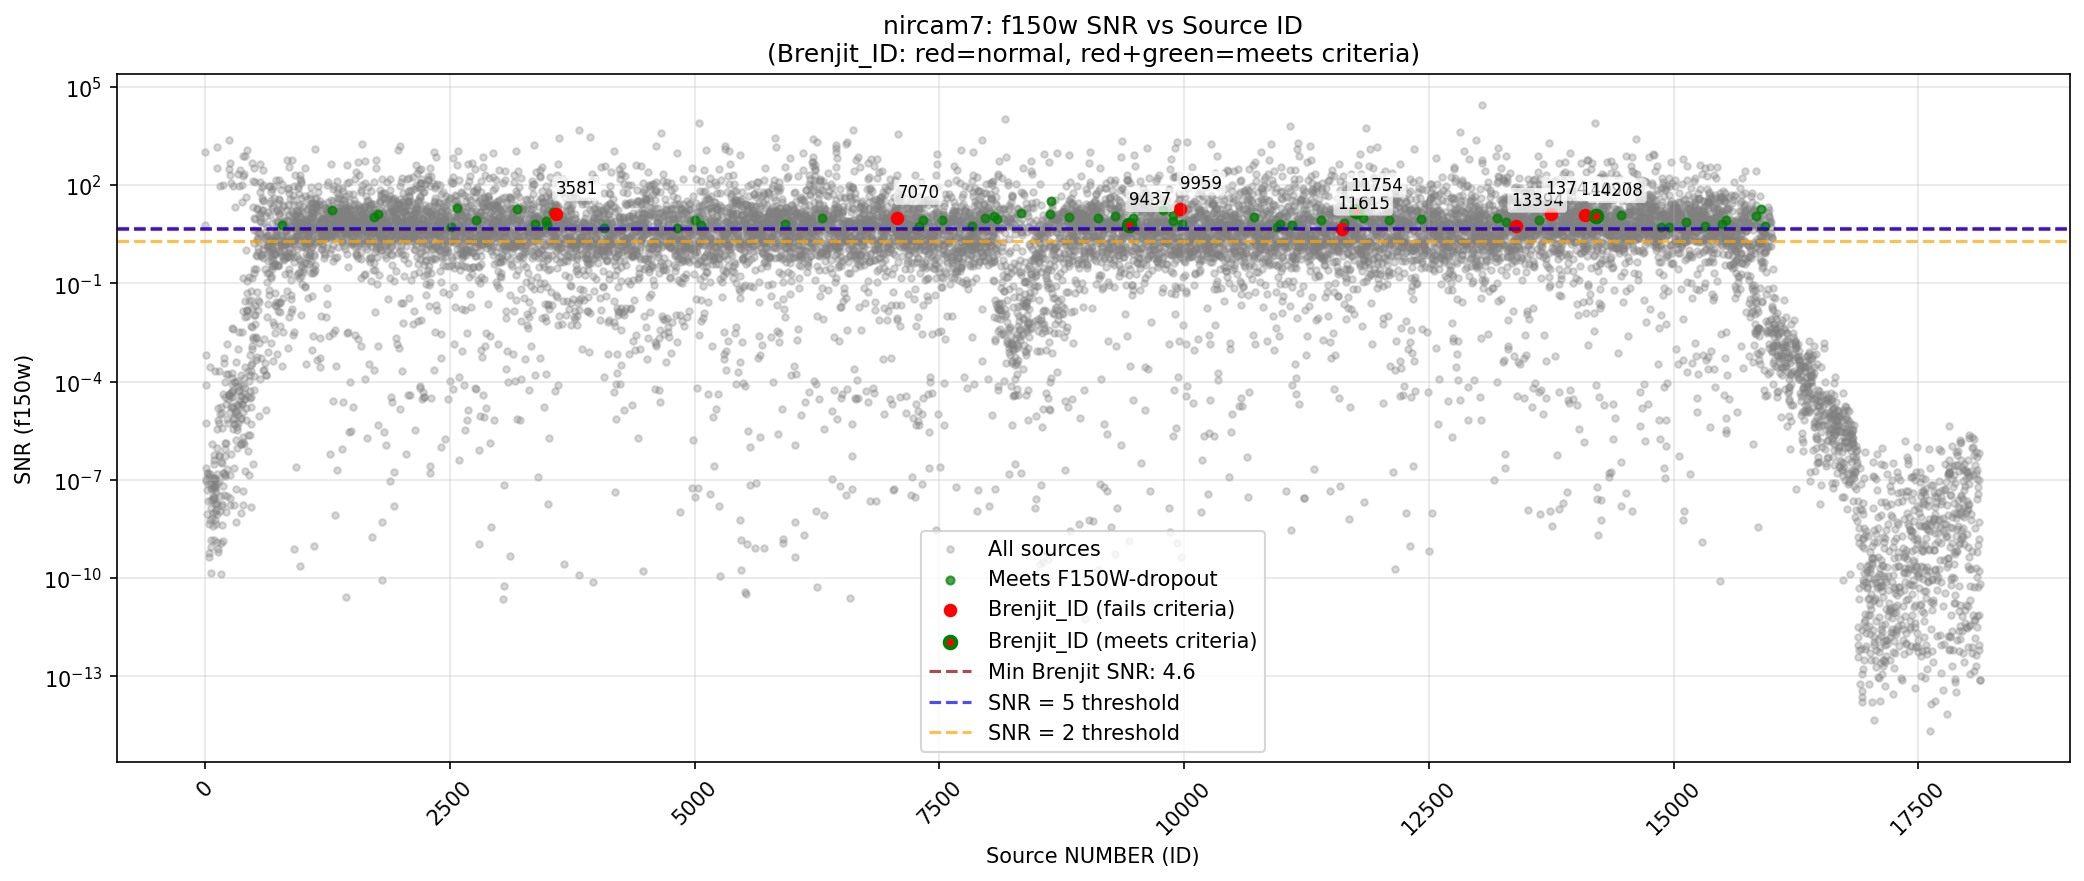 nircam7: f150w SNR vs Source ID
(Brenjit_ID: red=normal, red+green=meets criteria)
SNR (f150w)
10^5
10^2
10^-1
10^-4
10^-7
10^-10
10^-13
3581
7070
9437
9959
11615
11754
13394
14208
All sources
Meets F150W-dropout
Brenjit_ID (fails criteria)
Brenjit_ID (meets criteria)
Min Brenjit SNR: 4.6
SNR = 5 threshold
SNR = 2 threshold
0
2500
5000
7500
10000
12500
15000
17500
Source NUMBER (ID)